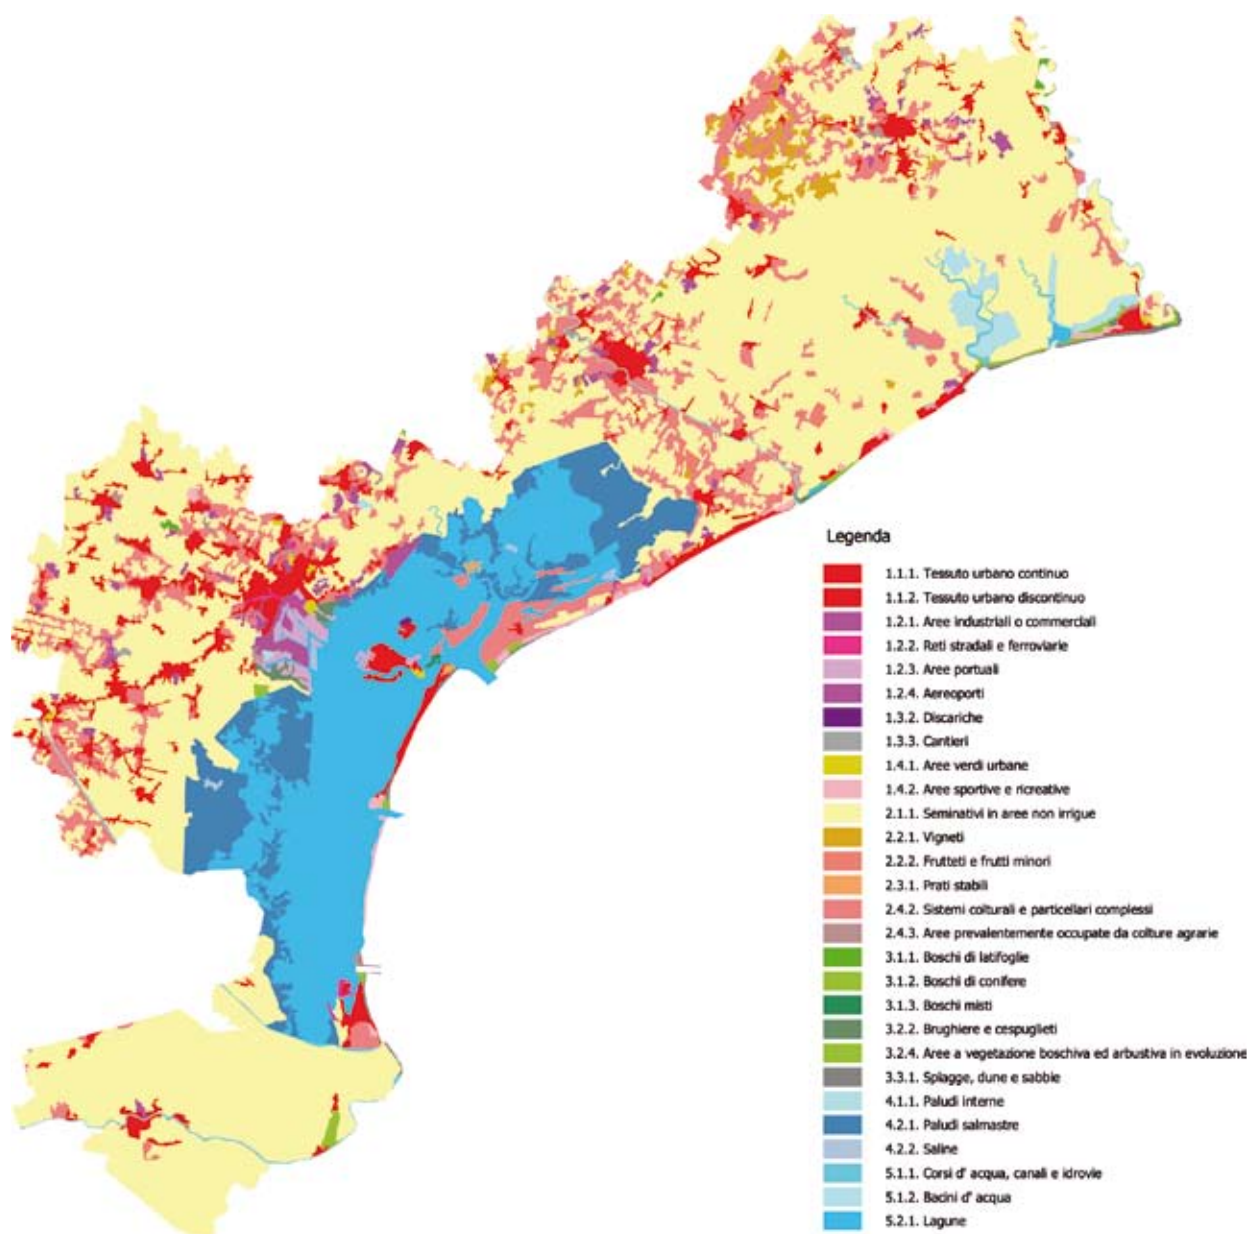 Legenda
1.1.1. Tessuto urbano continuo
1.1.2. Tessuto urbano discontinuo
1.2.1. Aree industriali o commerciali
1.2.2. Reti stradali e ferroviarie
1.2.3. Aree portuali
1.2.4. Aereoporti
1.3.2. Discariche
1.3.3. Cantieri
1.4.1. Aree verdi urbane
1.4.2. Aree sportive e ricreative
2.1.1. Seminativi in aree non irrigue
2.2.1. Vigneti
2.2.2. Frutteti e frutti minori
2.3.1. Prati stabili
2.4.2. Sistemi colturali e particellari complessi
2.4.3. Aree prevalentemente occupate da colture agrarie
3.1.1. Boschi di latifoglie
3.1.2. Boschi di conifere
3.1.3. Boschi misti
3.2.2. Brughiere e cespuglieti
3.2.4. Aree a vegetazione boschiva ed arbustiva in evoluzione
3.3.1. Spiagge, dune e sabbie
4.1.1. Paludi interne
4.2.1. Paludi salmastre
4.2.2. Saline
5.1.1. Corsi d' acqua, canali e idrovie
5.1.2. Bacini d' acqua
5.2.1. Lagune